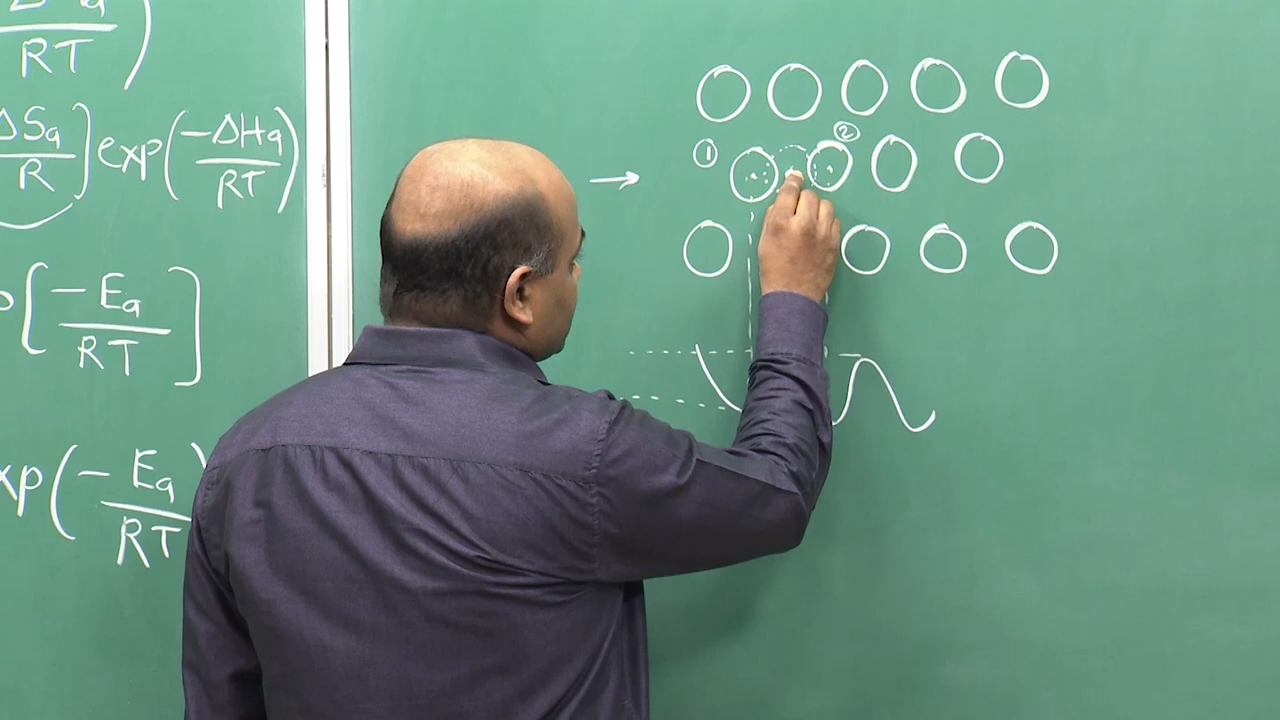 RT )
ΔSa / R ] exp( -ΔHa / RT )
[ -Ea / RT ]
xp( -Ea / RT
→
①
②